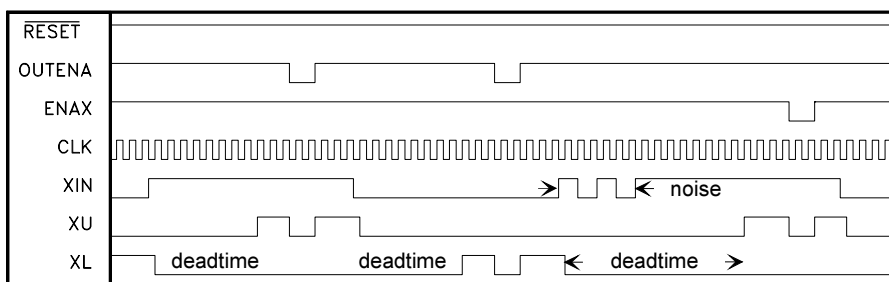 RESET
OUTENA
ENAX
CLK
XIN noise
XU
XL deadtime deadtime deadtime